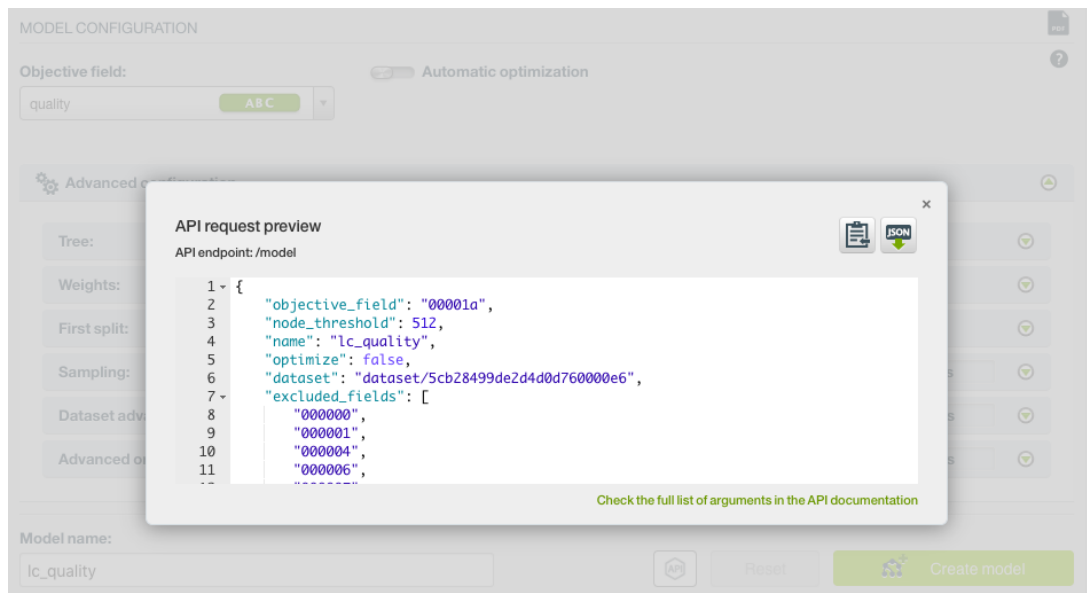 MODEL CONFIGURATION
PDF
?
Objective field:
Automatic optimization
quality
ABC
Advanced configuration
×
API request preview
API endpoint: /model
JSON
Tree:
Weights:
First split:
Sampling:
Dataset adv
Advanced
s
s
s
1 {
2 "objective_field": "00001a",
3 "node_threshold": 512,
4 "name": "lc_quality",
5 "optimize": false,
6 "dataset": "dataset/5cb28499de2d4d0d760000e6",
7 "excluded_fields": [
8 "000000",
9 "000001",
10 "000004",
11 "000006",
Check the full list of arguments in the API documentation
Model name:
lc_quality
API
Reset
Create model